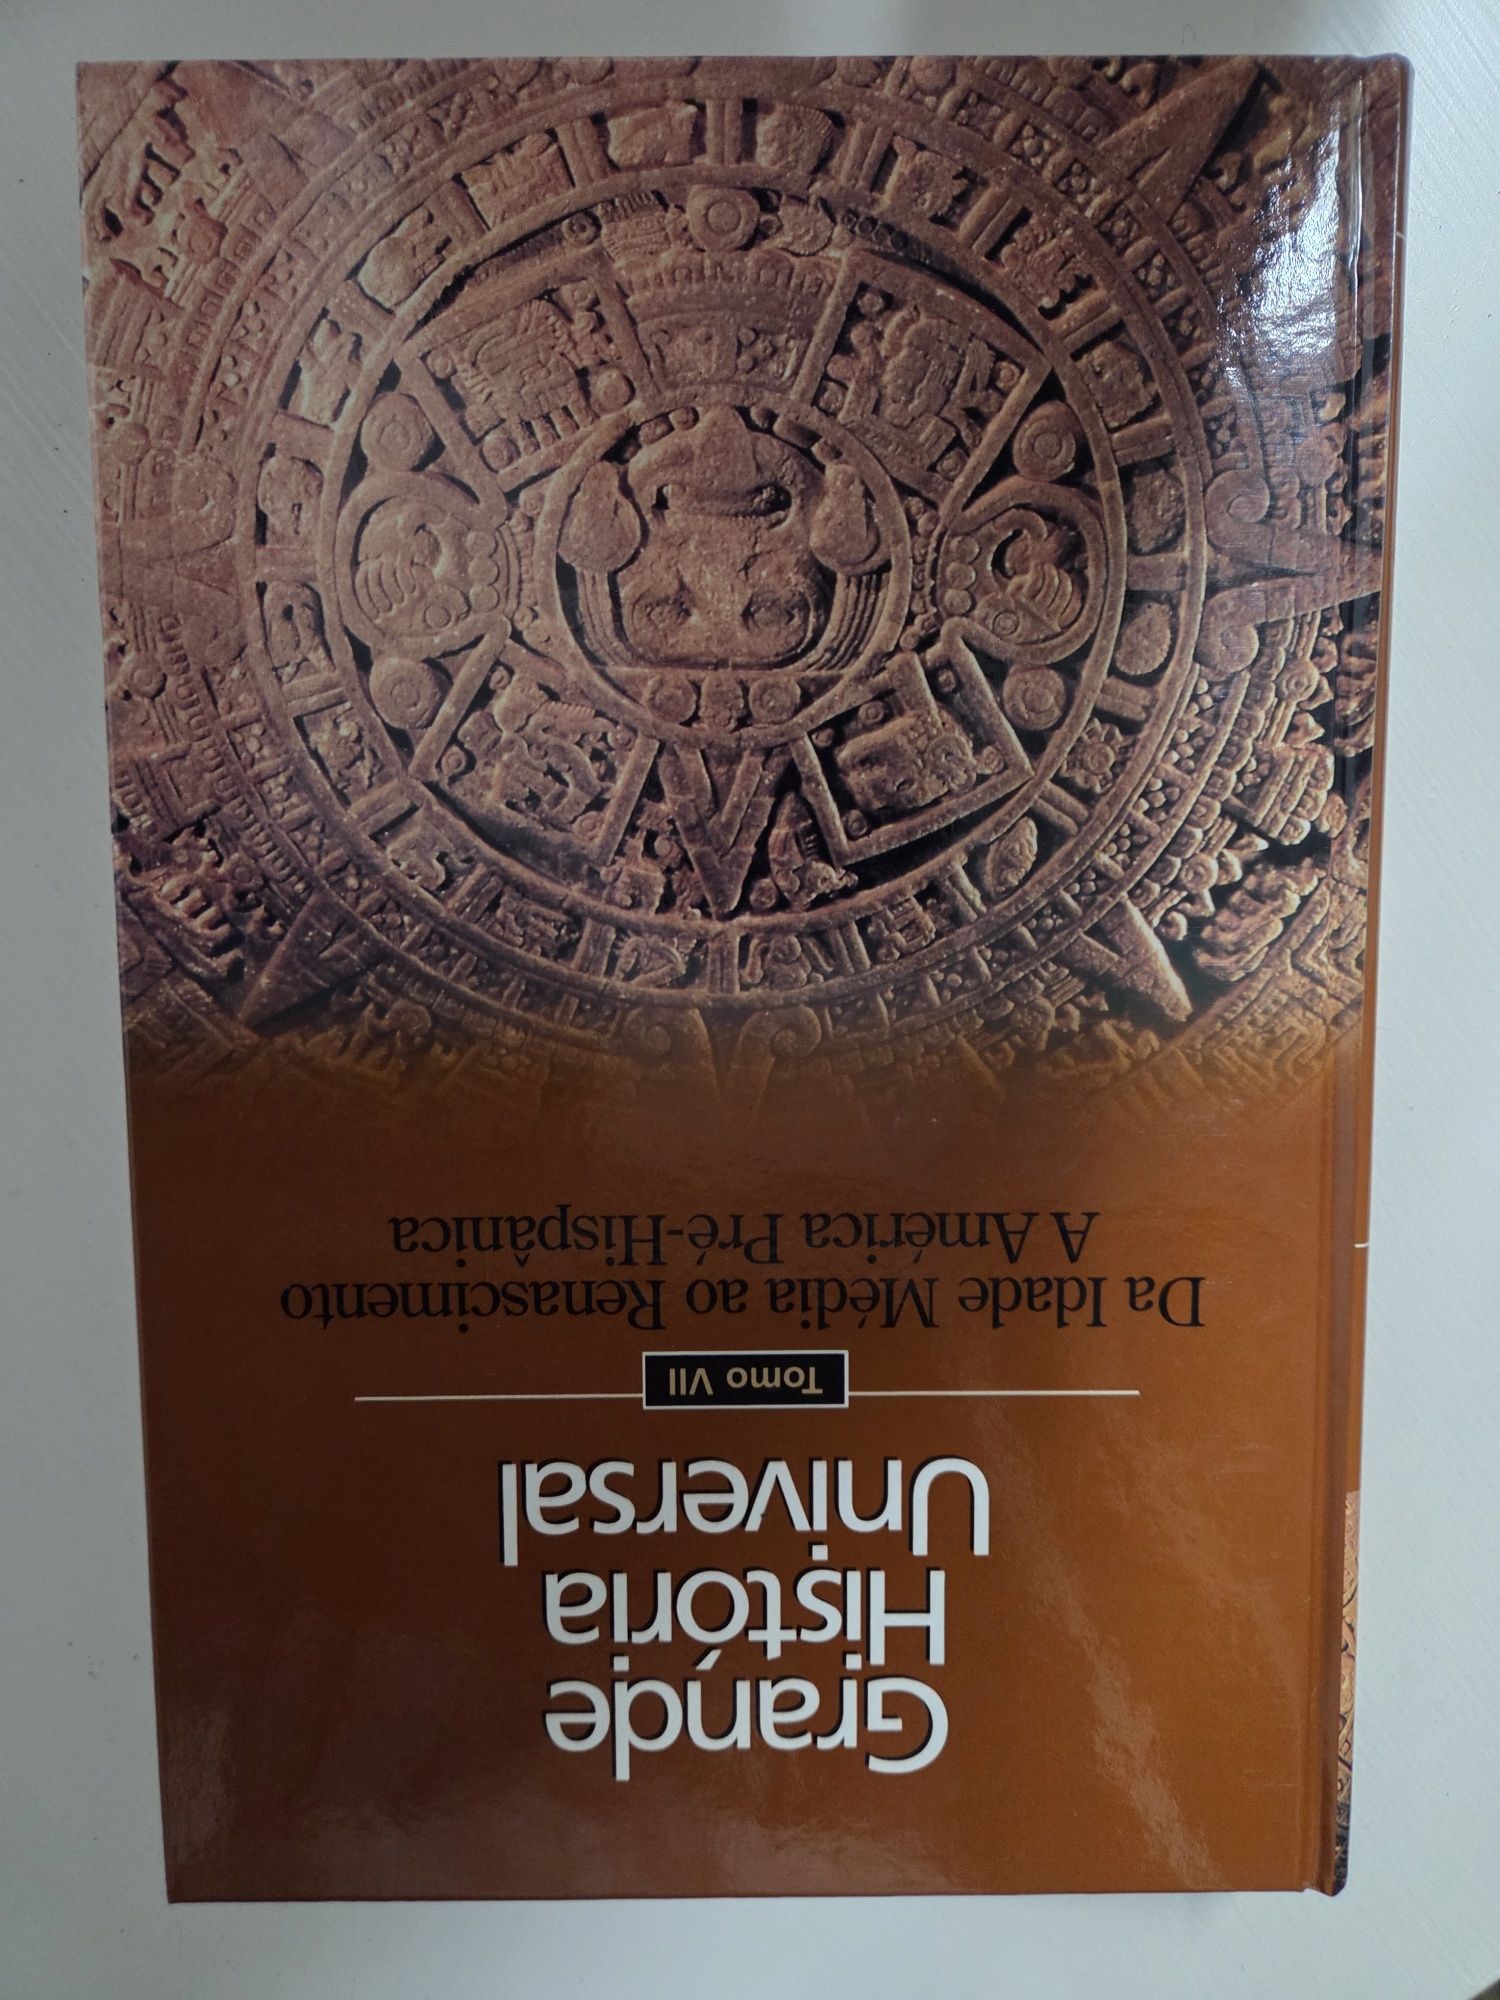 Grande
História
Universal
Tomo VII
Da Idade Média ao Renascimento
A América Pré-Hispânica